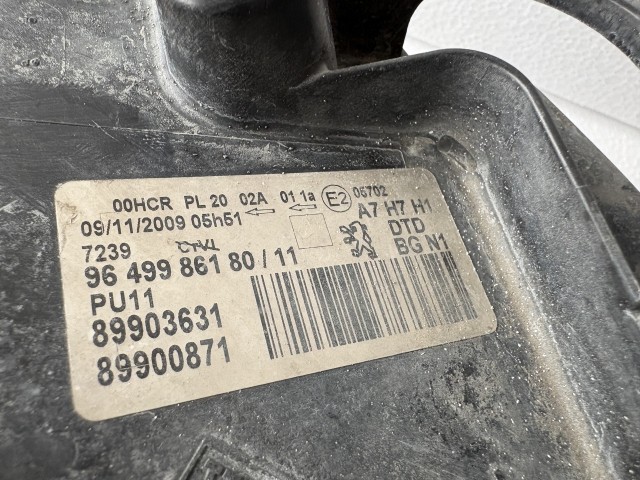 00HCR PL 20 02A 01 1a E2 05702
09/11/2009 05h51 A7 H7 H1
7239 DTD
96 499 861 80 / 11 BG N1
PU11
89903631
89900871